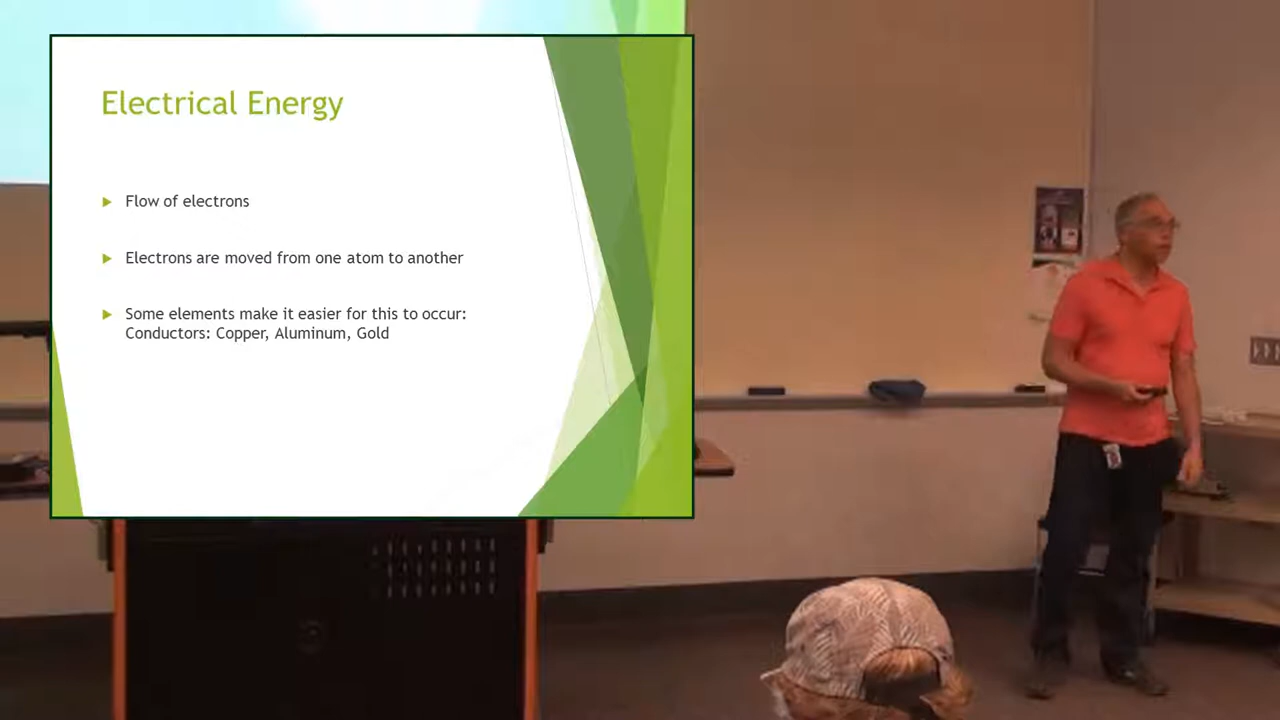 Electrical Energy
Flow of electrons
Electrons are moved from one atom to another
Some elements make it easier for this to occur:
Conductors: Copper, Aluminum, Gold